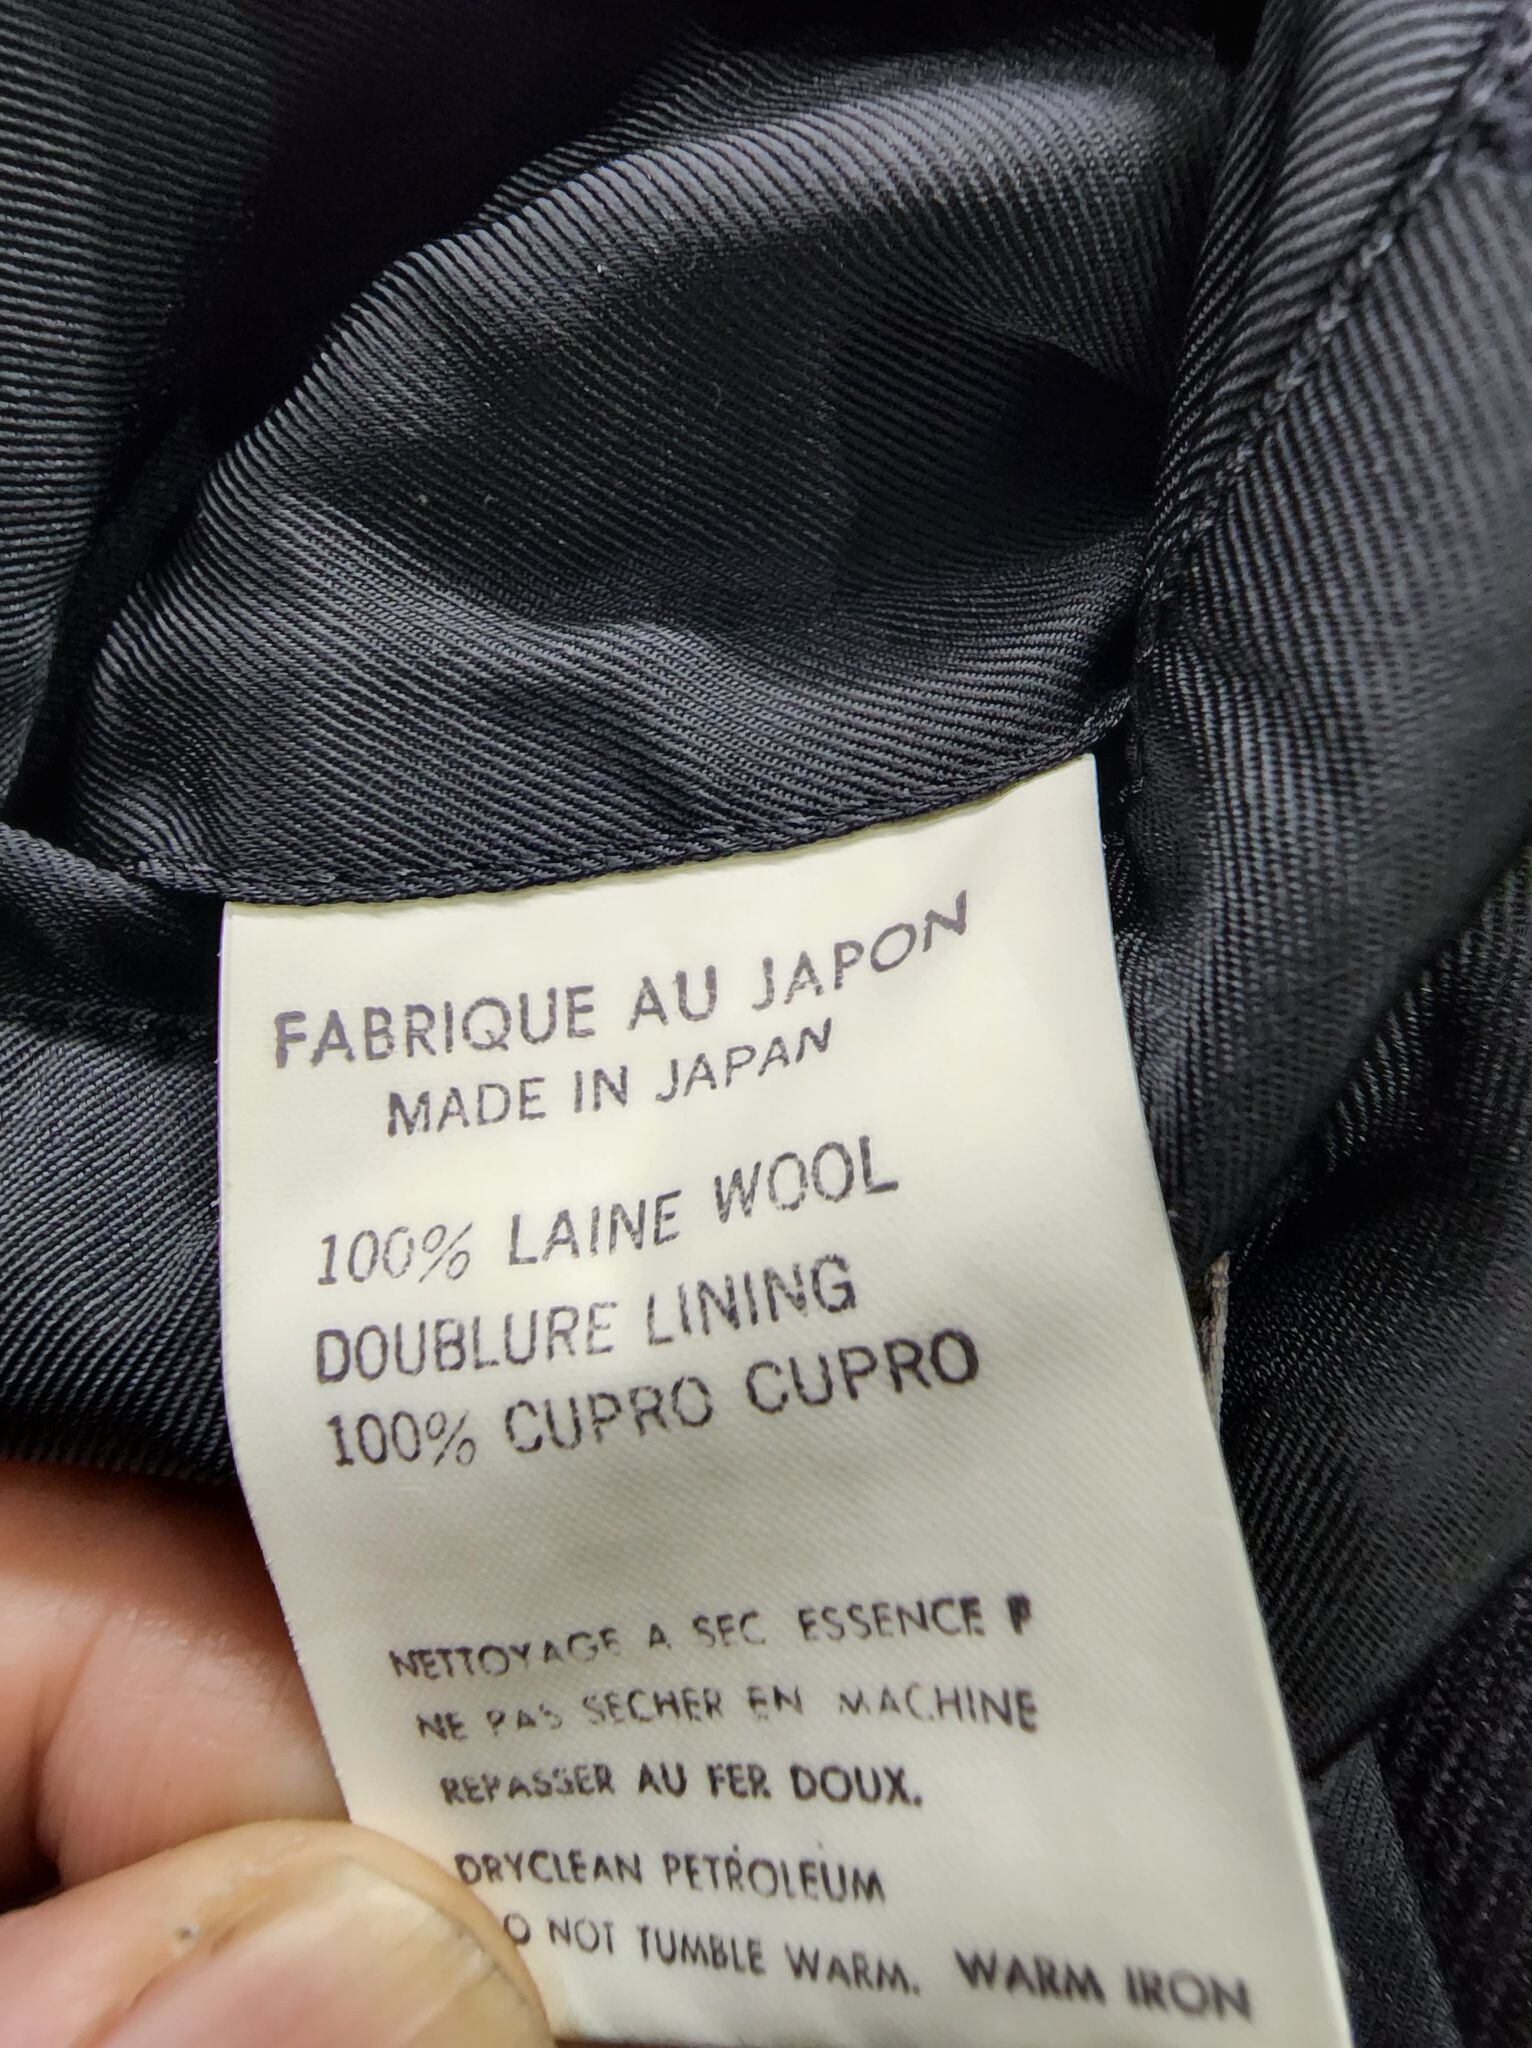 FABRIQUE AU JAPON
MADE IN JAPAN
100% LAINE WOOL
DOUBLURE LINING
100% CUPRO CUPRO
NETTOYAGE A SEC ESSENCE P
NE PAS SECHER EN MACHINE
REPASSER AU FER DOUX.
DRYCLEAN PETROLEUM
O NOT TUMBLE WARM. WARM IRON